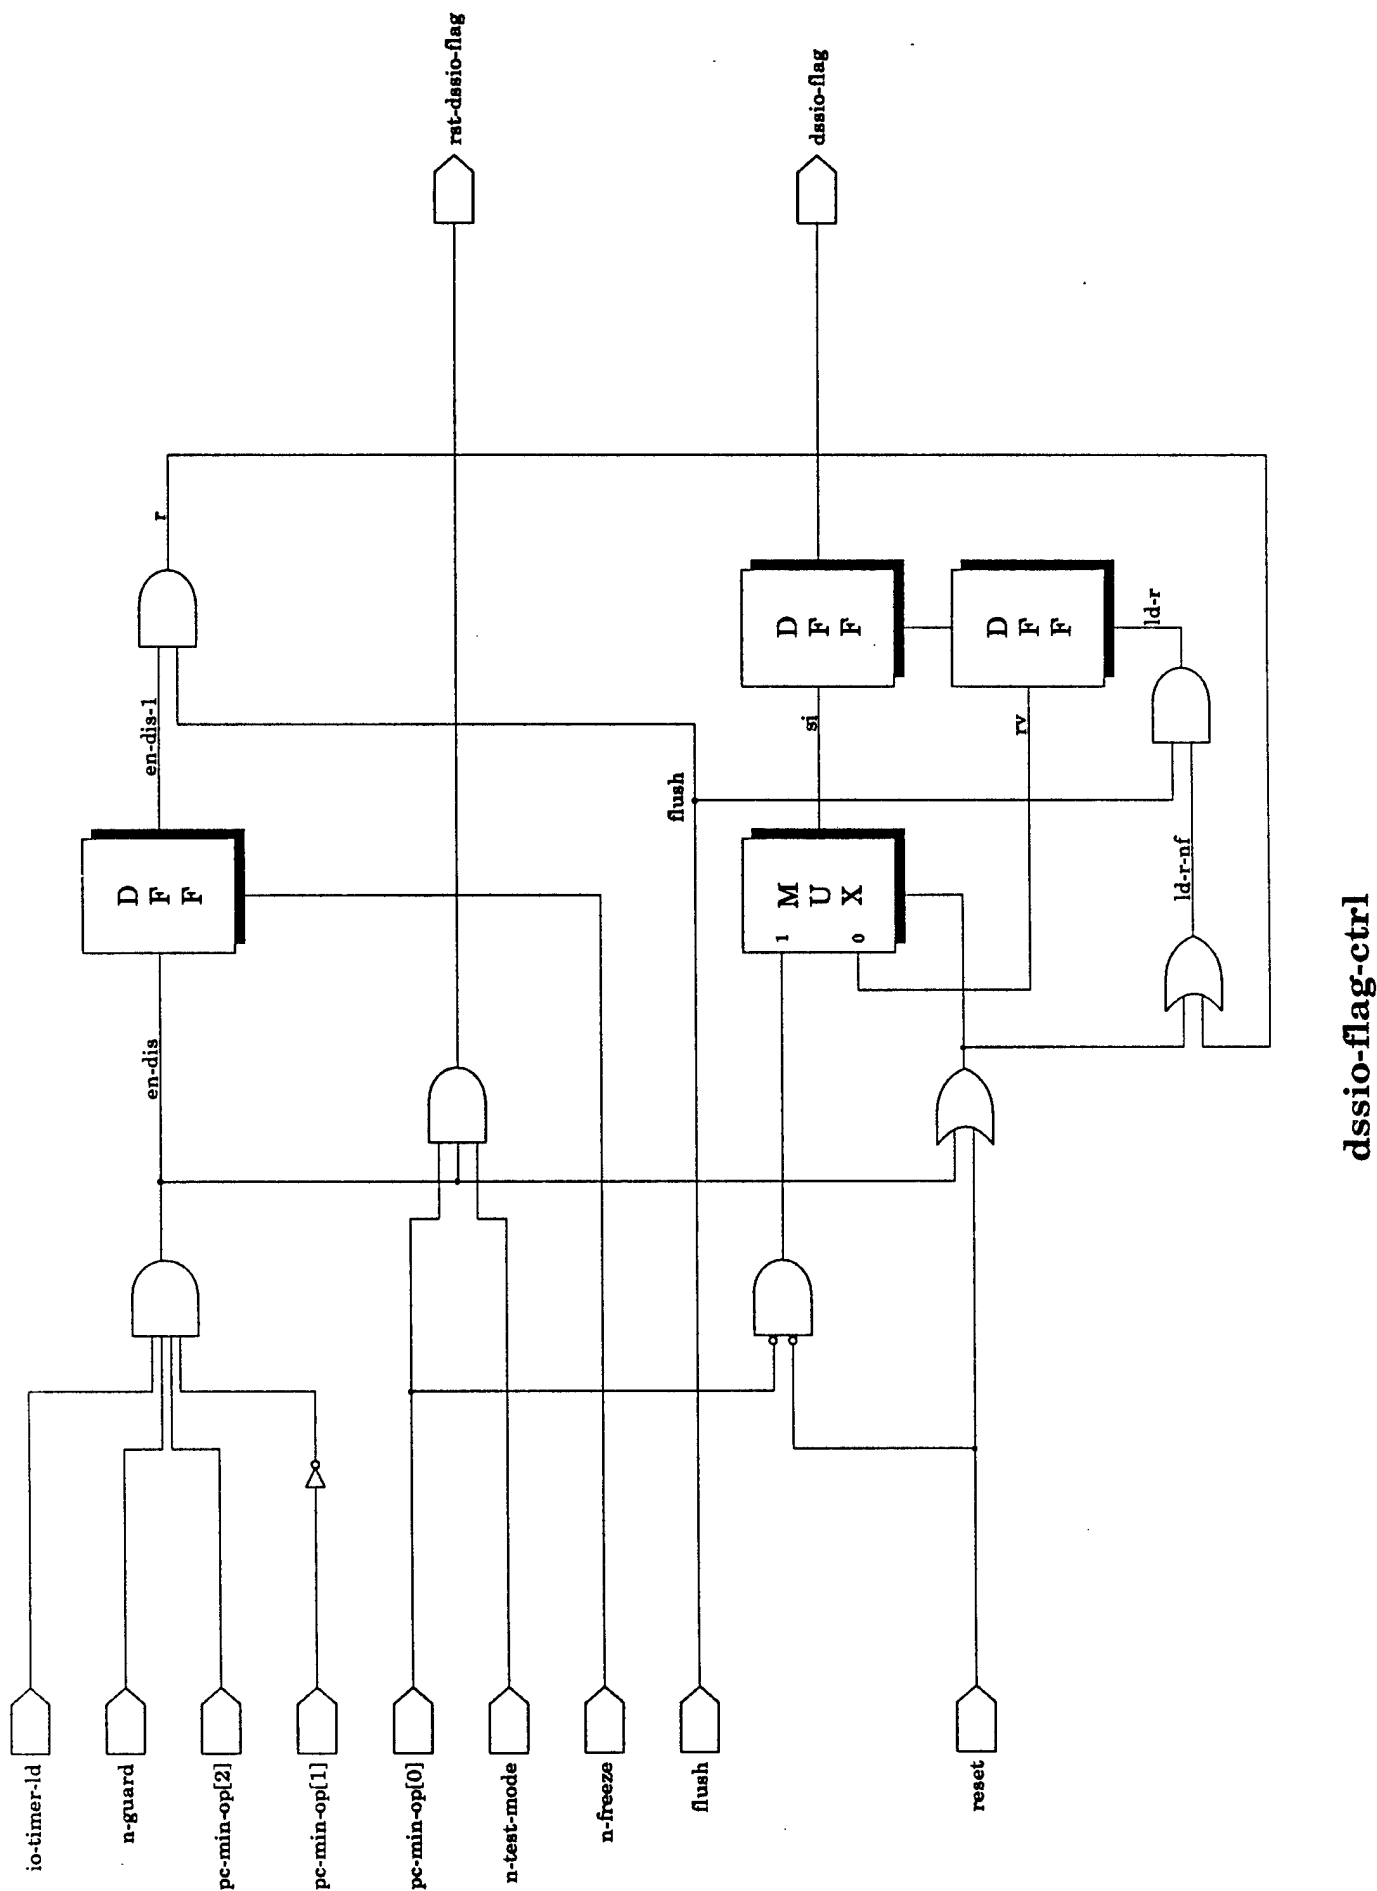 io-timer-ld
n-guard
pc-min-op[2]
pc-min-op[1]
pc-min-op[0]
n-test-mode
n-freeze
flush
reset
en-dis
D
F
F
en-dis-1
r
rst-dssio-flag
flush
1
0
M
U
X
si
rv
D
F
F
D
F
F
ld-r-nf
ld-r
dssio-flag
dssio-flag-ctrl